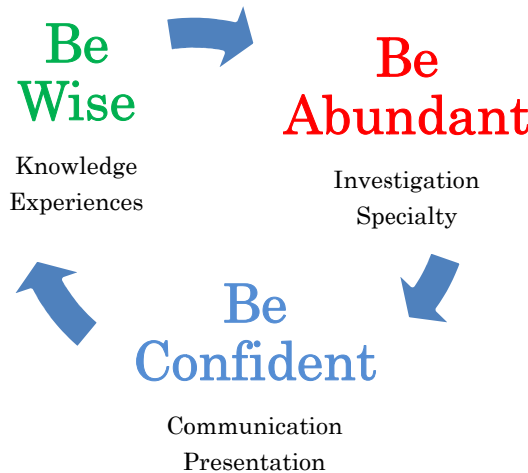 Be
Wise
Knowledge
Experiences
Be
Abundant
Investigation
Specialty
Be
Confident
Communication
Presentation